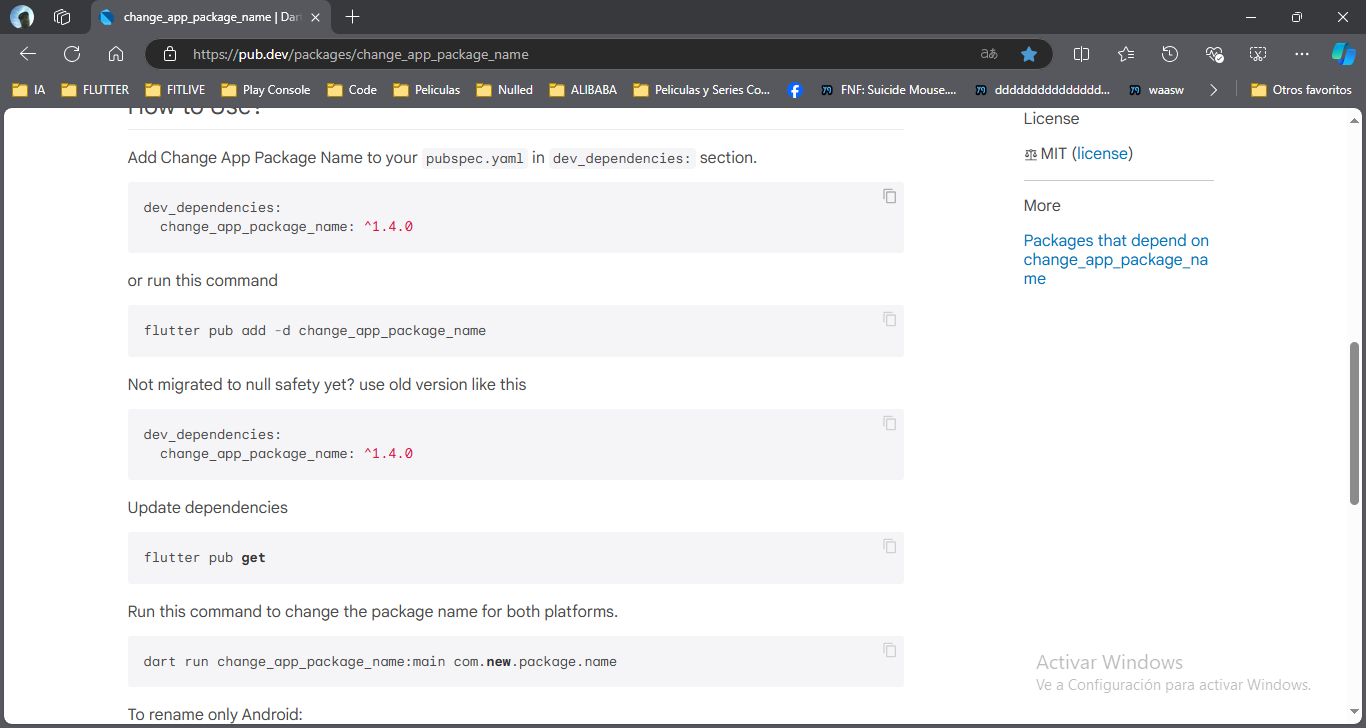 change_app_package_name | Dar
https://pub.dev/packages/change_app_package_name
IA FLUTTER FITLIVE Play Console Code Peliculas Nulled ALIBABA Peliculas y Series Co... FNF: Suicide Mouse.... ddddddddddddddd... waasw Otros favoritos
How to Use?
Add Change App Package Name to your pubspec.yaml in dev_dependencies: section.
dev_dependencies:
change_app_package_name: ^1.4.0
or run this command
flutter pub add -d change_app_package_name
Not migrated to null safety yet? use old version like this
dev_dependencies:
change_app_package_name: ^1.4.0
Update dependencies
flutter pub get
Run this command to change the package name for both platforms.
dart run change_app_package_name:main com.new.package.name
To rename only Android:
License
MIT (license)
More
Packages that depend on
change_app_package_na
me
Activar Windows
Ve a Configuración para activar Windows.